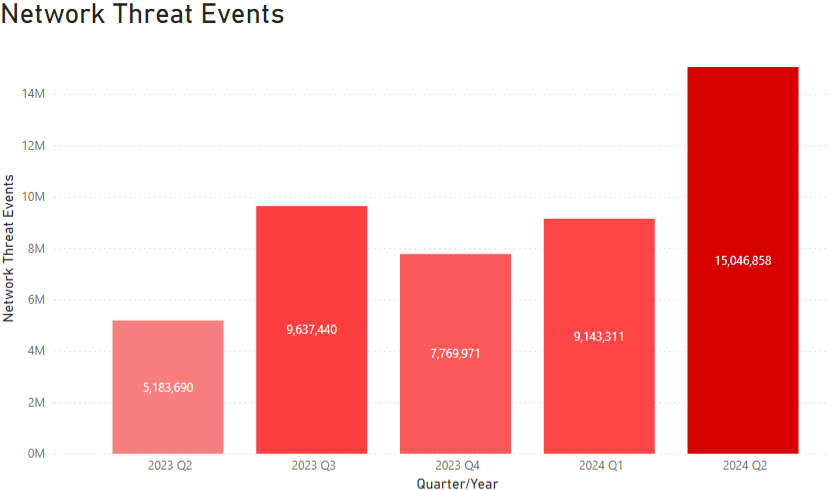 Network Threat Events
Network Threat Events
14M
12M
10M
8M
6M
4M
2M
0M
5,183,690
9,637,440
7,769,971
9,143,311
15,046,858
2023 Q2
2023 Q3
2023 Q4
2024 Q1
2024 Q2
Quarter/Year